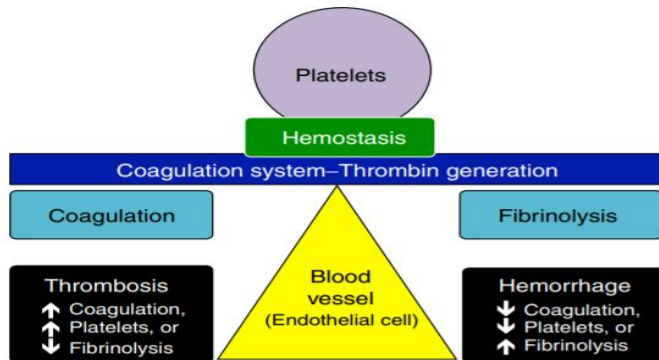 Platelets
Hemostasis
Coagulation system–Thrombin generation
Coagulation
Fibrinolysis
Thrombosis
↑ Coagulation,
↑ Platelets, or
↓ Fibrinolysis
Blood
vessel
(Endothelial cell)
Hemorrhage
↓ Coagulation,
↓ Platelets, or
↑ Fibrinolysis